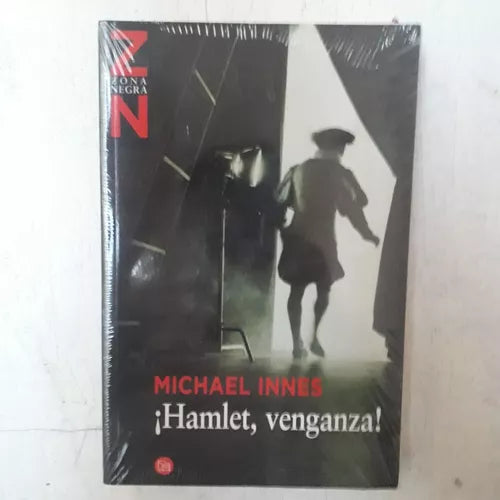 Z
ZONA
NEGRA
N
MICHAEL INNES
¡Hamlet, venganza!